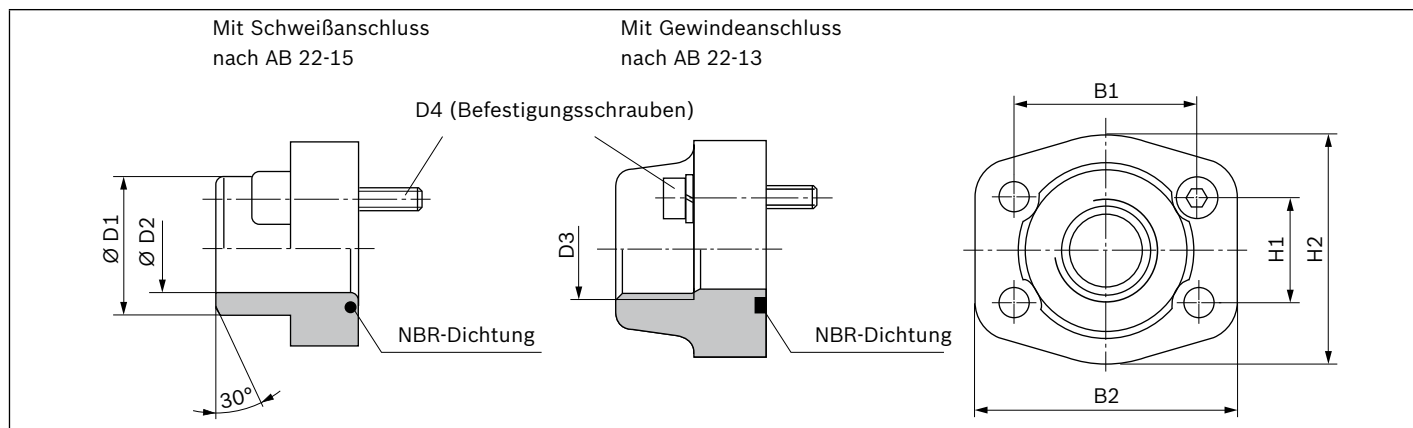 Mit Schweißanschluss
nach AB 22-15
Mit Gewindeanschluss
nach AB 22-13
D4 (Befestigungsschrauben)
B1
Ø D1
Ø D2
D3
H1
H2
NBR-Dichtung
NBR-Dichtung
30°
B2